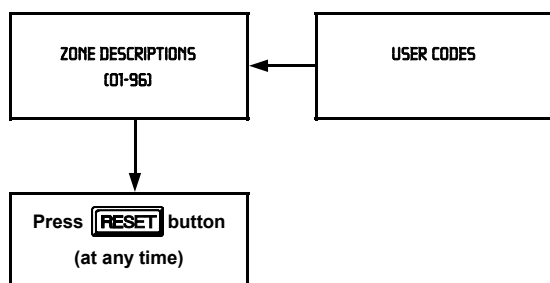 ZONE DESCRIPTIONS
(01-96)
USER CODES
Press RESET button
(at any time)